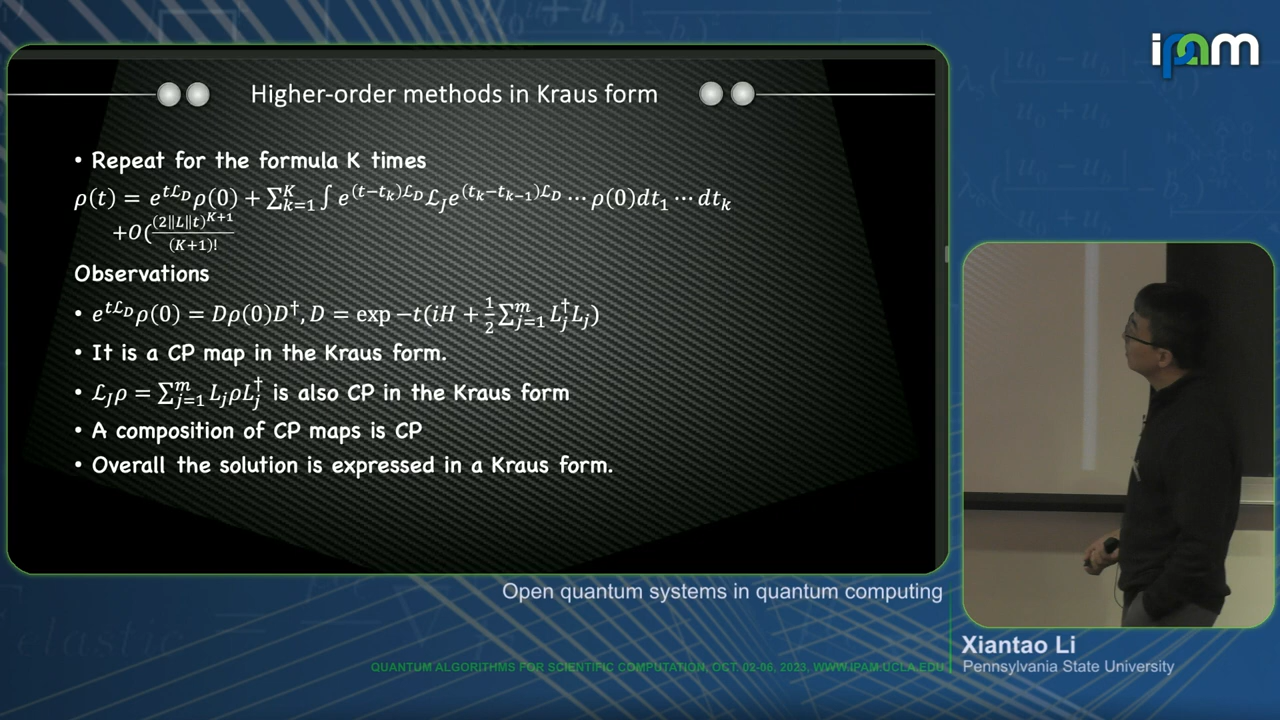 ipam
Higher-order methods in Kraus form
• Repeat for the formula K times
ρ(t) = e^{tℒ_D}ρ(0) + ∑_{k=1}^{K} ∫ e^{(t−t_k)ℒ_D}ℒ_J e^{(t_k−t_{k−1})ℒ_D} ⋯ ρ(0)dt_1 ⋯ dt_k
+O(\frac{(2‖L‖t)^{K+1}}{(K+1)!}
Observations
• e^{tℒ_D}ρ(0) = Dρ(0)D^†, D = exp −t(iH + \frac{1}{2}∑_{j=1}^{m} L_j^†L_j)
• It is a CP map in the Kraus form.
• ℒ_Jρ = ∑_{j=1}^{m} L_jρL_j^† is also CP in the Kraus form
• A composition of CP maps is CP
• Overall the solution is expressed in a Kraus form.
Open quantum systems in quantum computing
Xiantao Li
Pennsylvania State University
QUANTUM ALGORITHMS FOR SCIENTIFIC COMPUTATION, OCT. 02-06, 2023, WWW.IPAM.UCLA.EDU